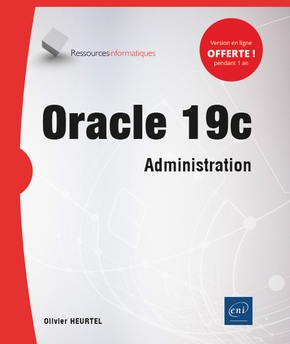 Ressourcesinformatiques
Version en ligne
OFFERTE !
pendant 1 an
Oracle 19c
Administration
Olivier HEURTEL
eni